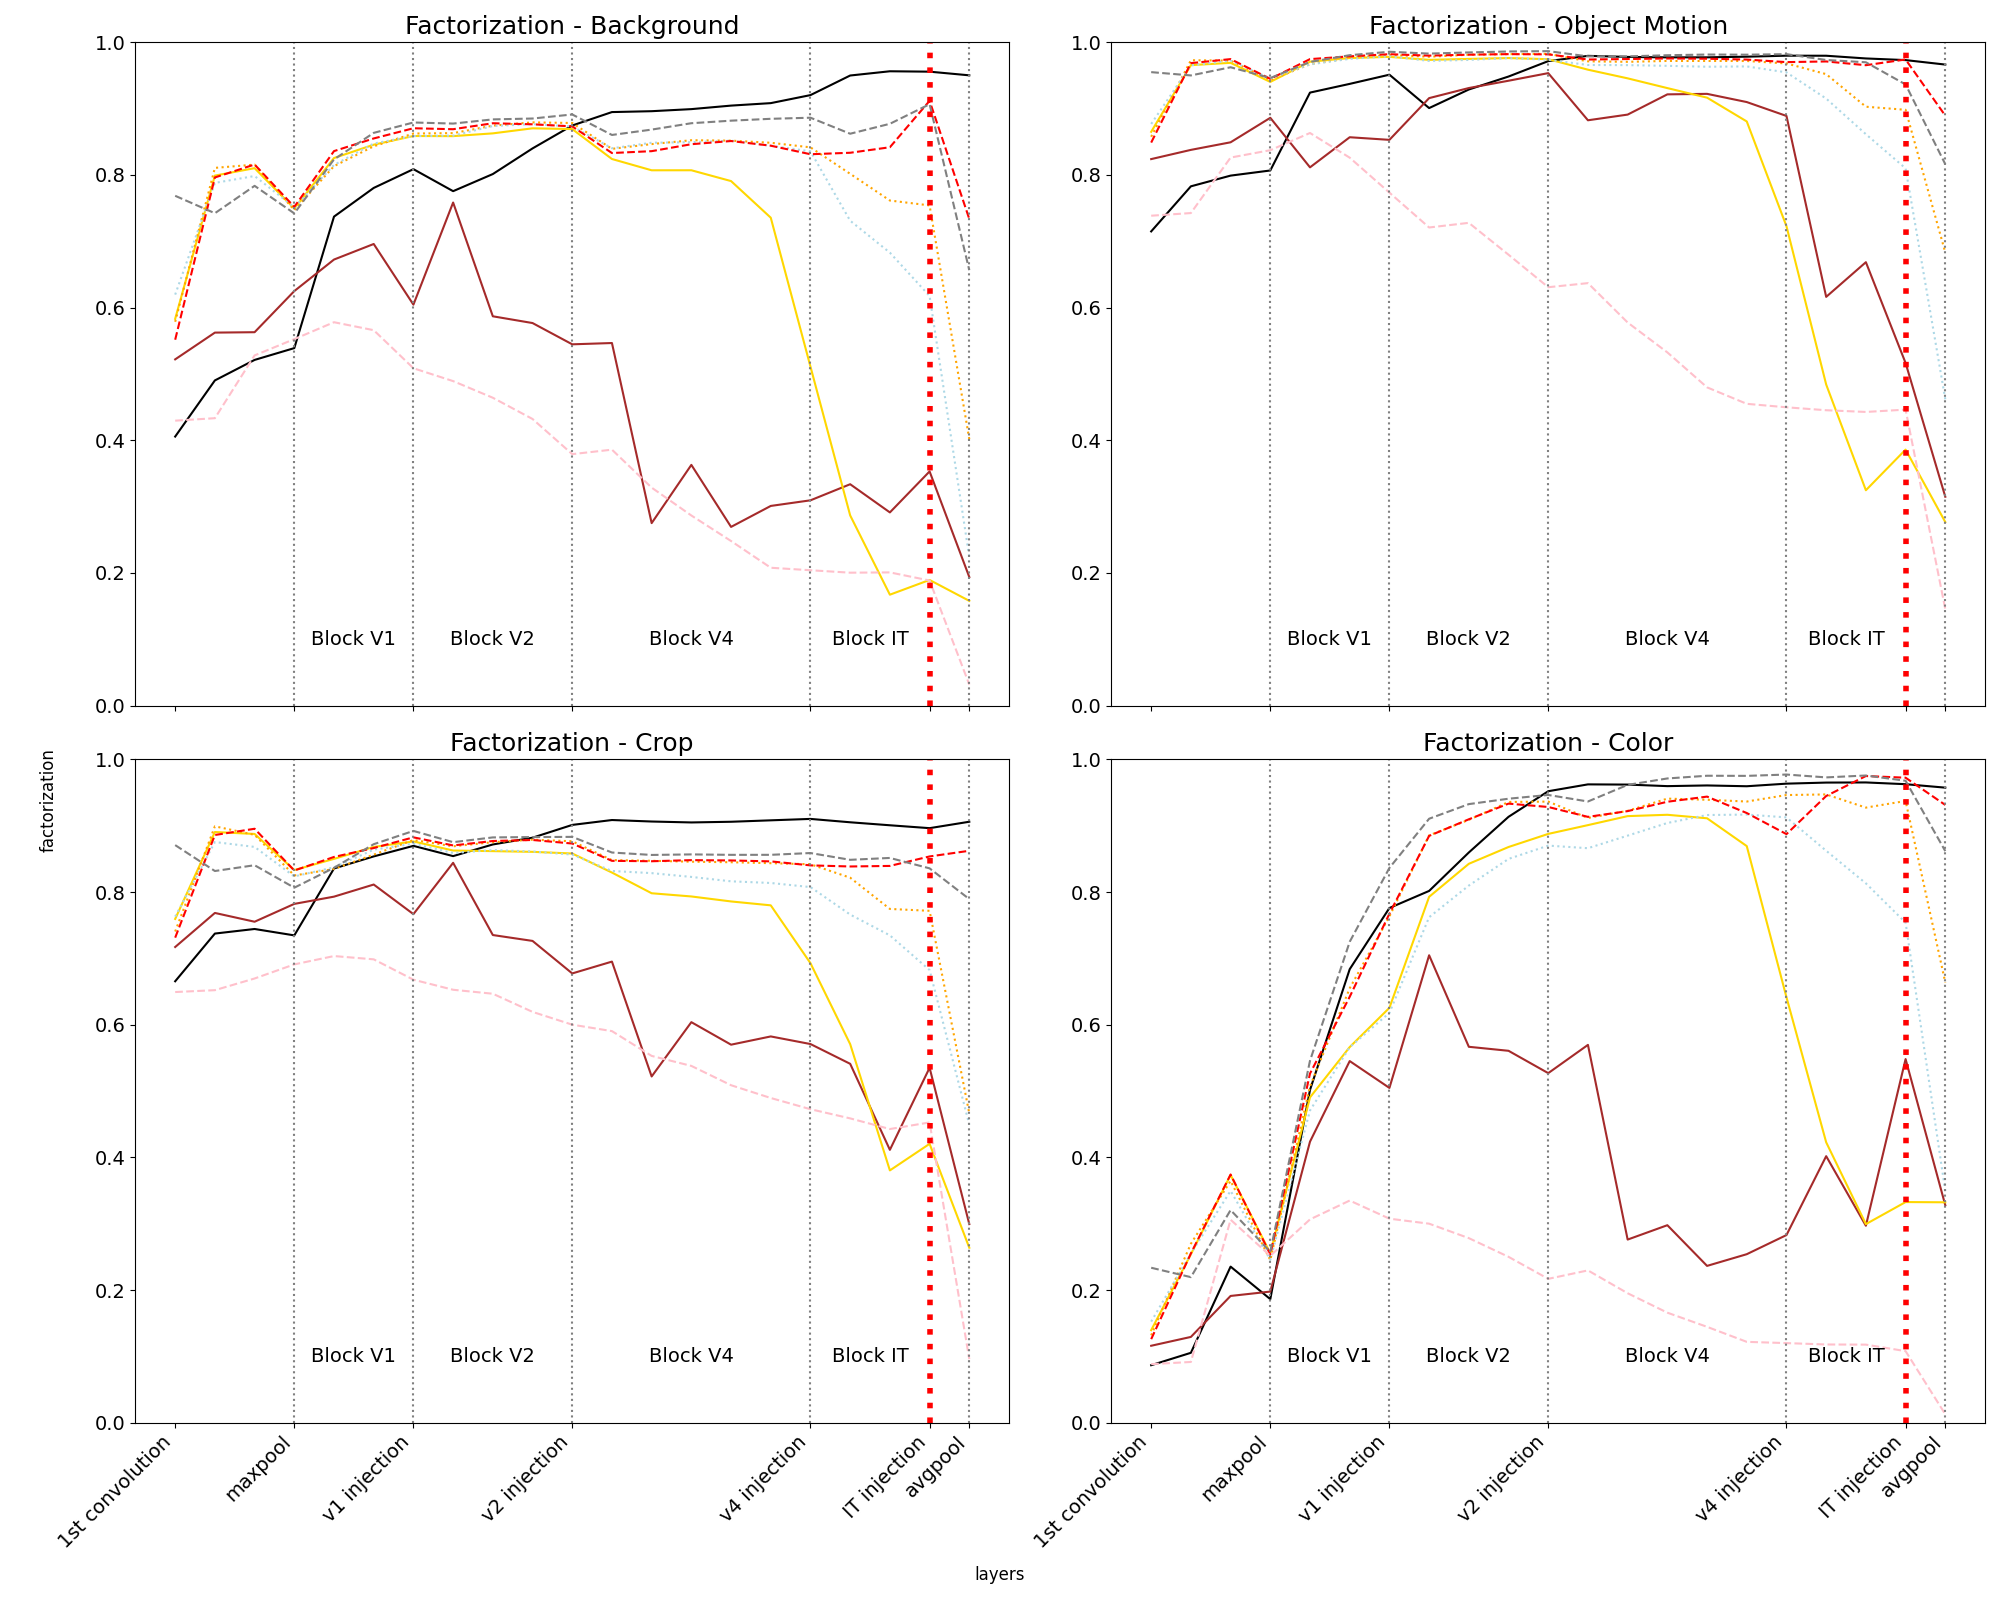 Factorization - Background
1.0
0.8
0.6
0.4
0.2
0.0
Block V1
Block V2
Block V4
Block IT
Factorization - Object Motion
1.0
0.8
0.6
0.4
0.2
0.0
Block V1
Block V2
Block V4
Block IT
factorization
Factorization - Crop
1.0
0.8
0.6
0.4
0.2
0.0
Block V1
Block V2
Block V4
Block IT
1st convolution
maxpool
v1 injection
v2 injection
v4 injection
IT injection
avgpool
Factorization - Color
1.0
0.8
0.6
0.4
0.2
0.0
Block V1
Block V2
Block V4
Block IT
1st convolution
maxpool
v1 injection
v2 injection
v4 injection
IT injection
avgpool
layers